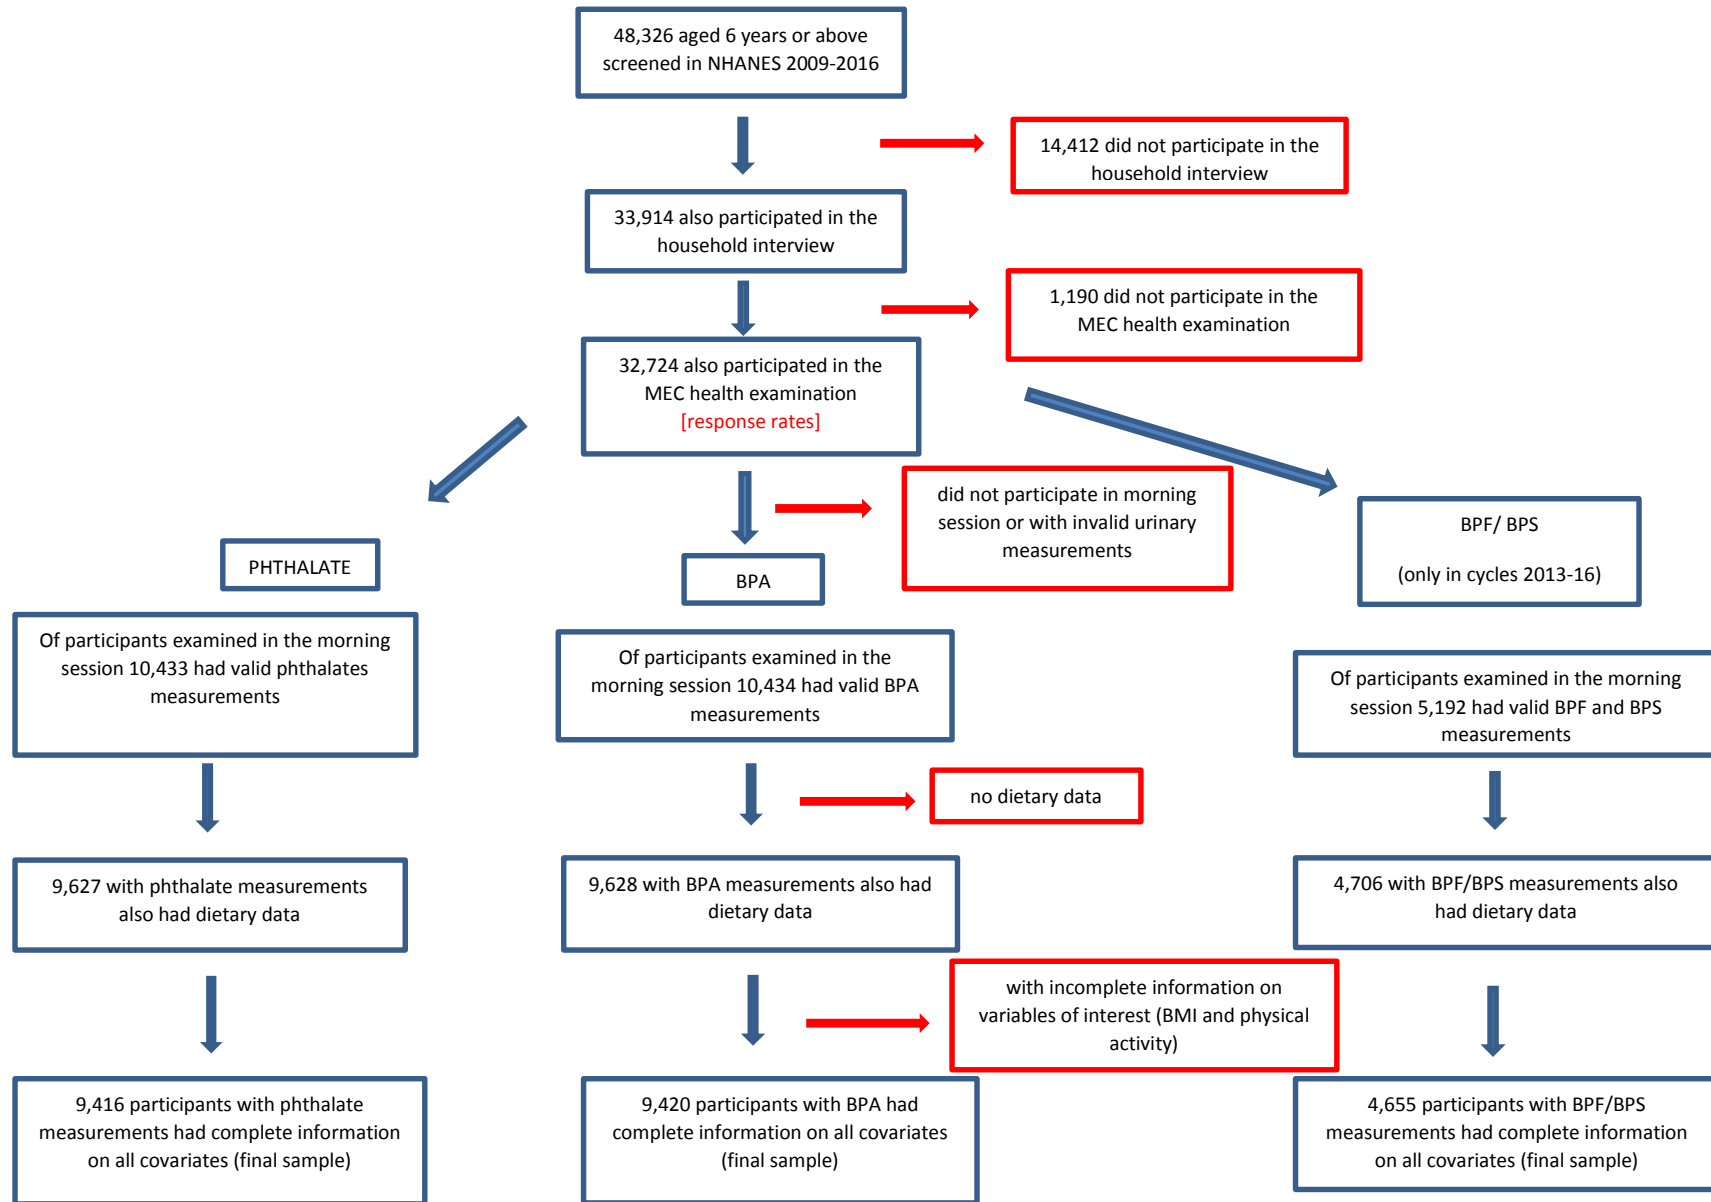 48,326 aged 6 years or above
screened in NHANES 2009-2016
14,412 did not participate in the
household interview
33,914 also participated in the
household interview
1,190 did not participate in the
MEC health examination
32,724 also participated in the
MEC health examination
[response rates]
did not participate in morning
session or with invalid urinary
measurements
PHTHALATE
BPA
BPF/ BPS
(only in cycles 2013-16)
Of participants examined in the morning
session 10,433 had valid phthalates
measurements
Of participants examined in the
morning session 10,434 had valid BPA
measurements
Of participants examined in the morning
session 5,192 had valid BPF and BPS
measurements
no dietary data
9,627 with phthalate measurements
also had dietary data
9,628 with BPA measurements also had
dietary data
4,706 with BPF/BPS measurements also
had dietary data
with incomplete information on
variables of interest (BMI and physical
activity)
9,416 participants with phthalate
measurements had complete information
on all covariates (final sample)
9,420 participants with BPA had
complete information on all covariates
(final sample)
4,655 participants with BPF/BPS
measurements had complete information
on all covariates (final sample)